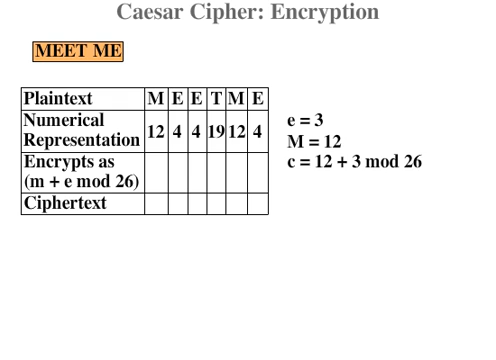 Caesar Cipher: Encryption
MEET ME
Plaintext M E E T M E
Numerical Representation 12 4 4 19 12 4
Encrypts as (m + e mod 26)
Ciphertext
e = 3
M = 12
c = 12 + 3 mod 26